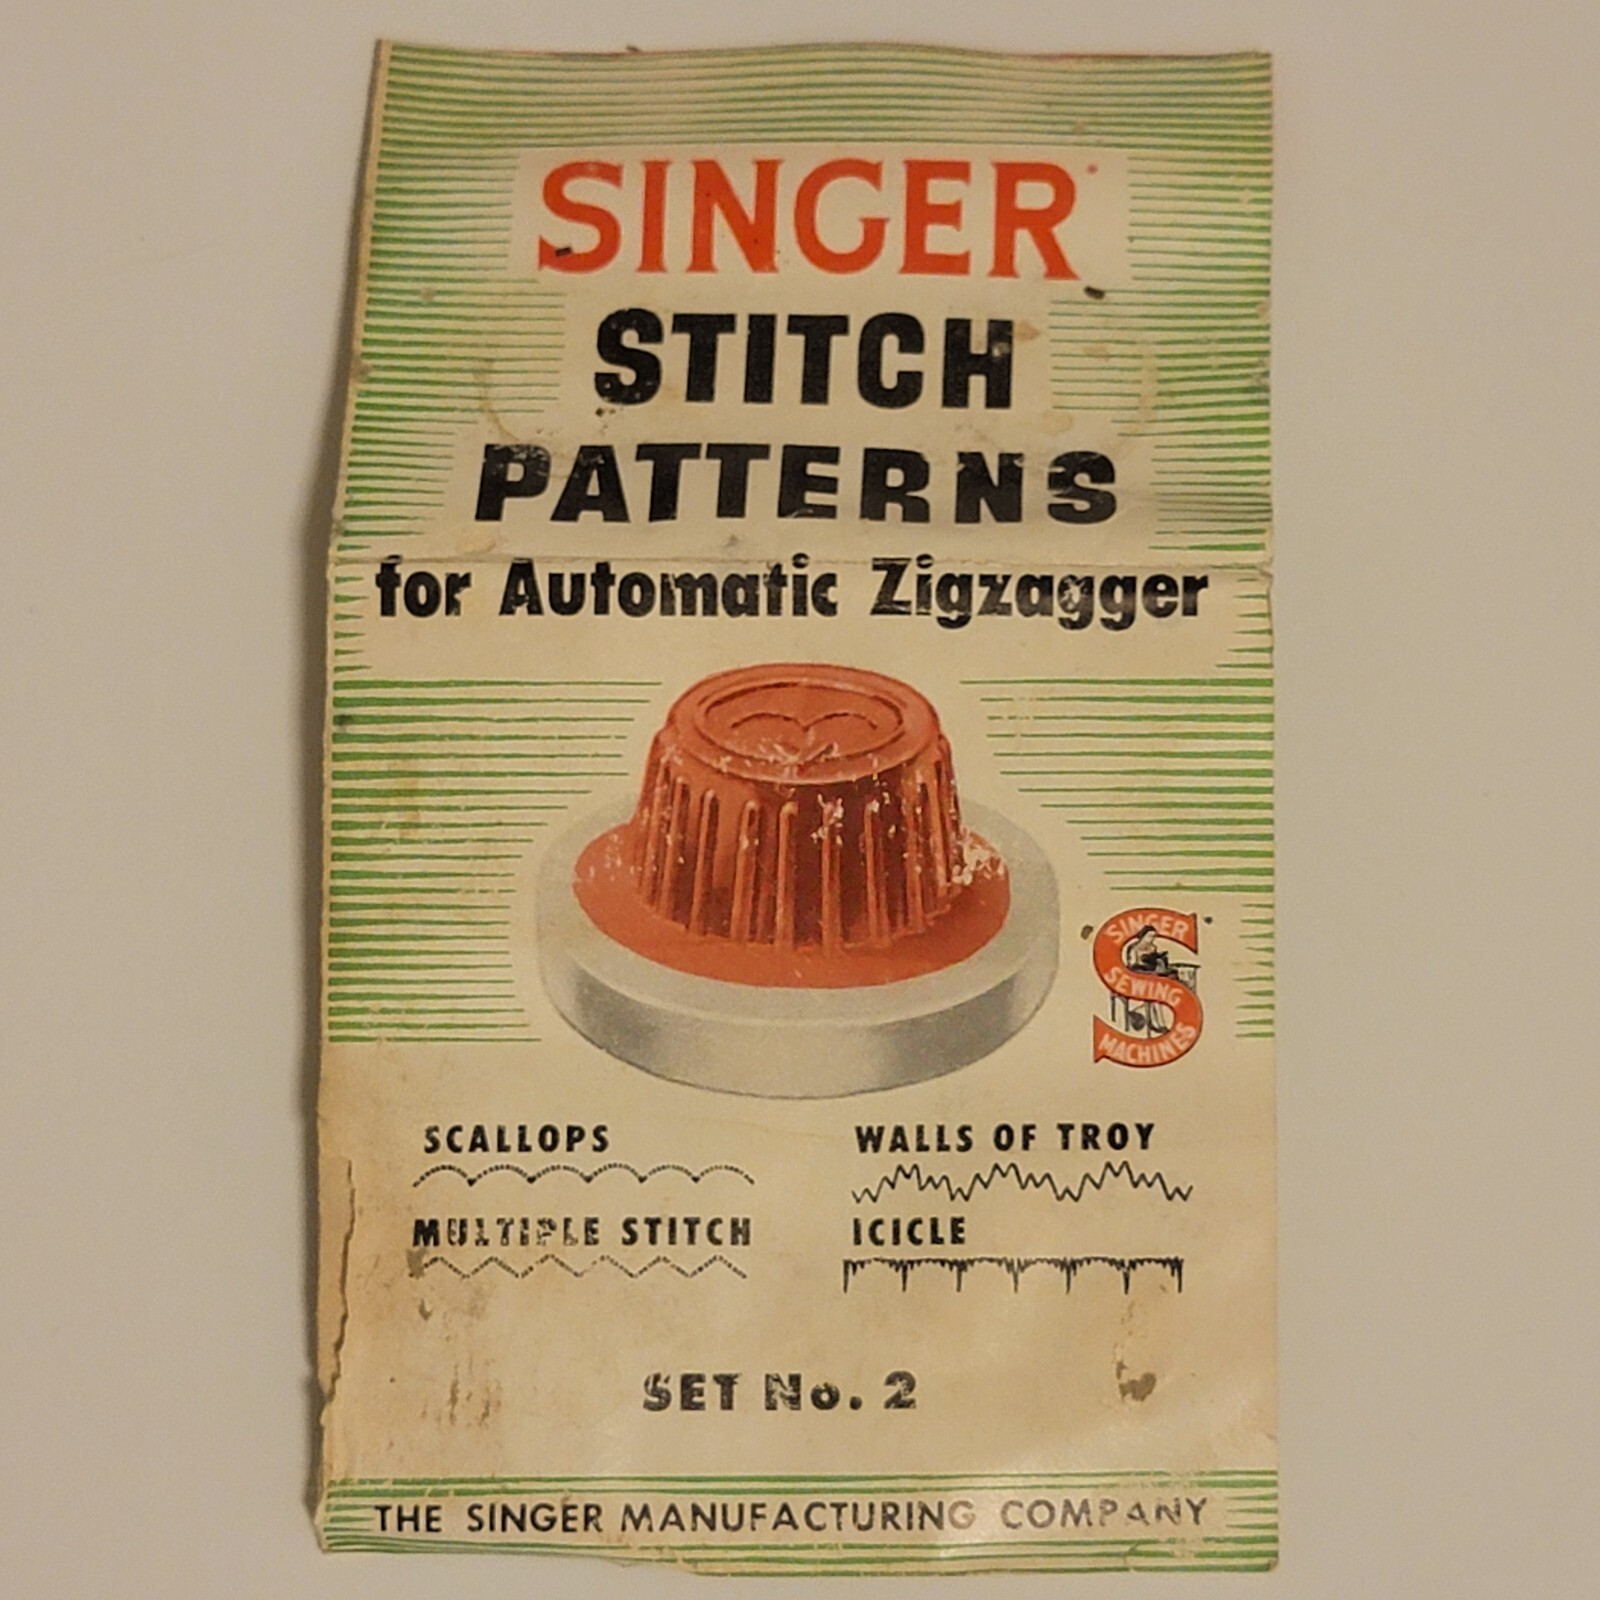 SINGER
STITCH
PATTERNS
for Automatic Zigzagger
SINGER
SEWING
MACHINES
SCALLOPS
WALLS OF TROY
MULTIPLE STITCH
ICICLE
SET No. 2
THE SINGER MANUFACTURING COMPANY